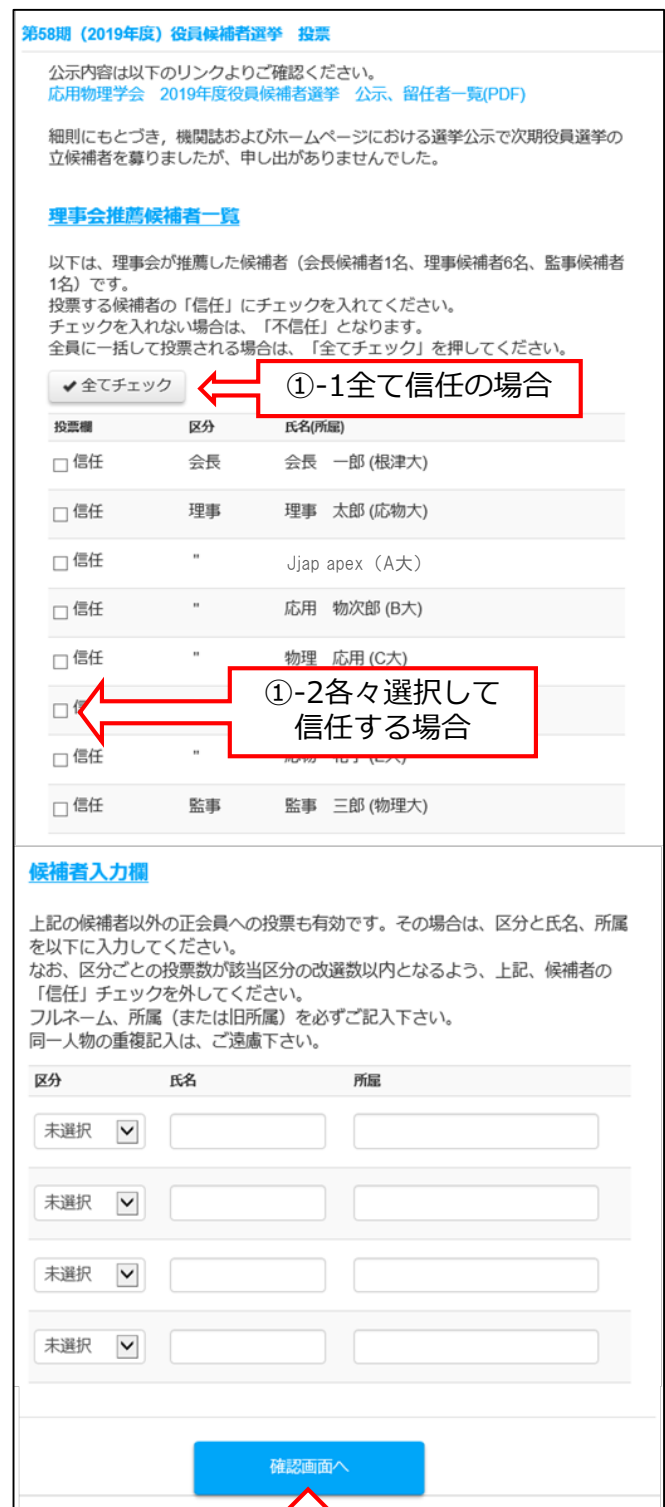 第58期（2019年度）役員候補者選挙　投票
公示内容は以下のリンクよりご確認ください。
応用物理学会　2019年度役員候補者選挙　公示、留任者一覧(PDF)
細則にもとづき，機関誌およびホームページにおける選挙公示で次期役員選挙の
立候補者を募りましたが、申し出がありませんでした。
理事会推薦候補者一覧
以下は、理事会が推薦した候補者（会長候補者1名、理事候補者6名、監事候補者
1名）です。
投票する候補者の「信任」にチェックを入れてください。
チェックを入れない場合は、「不信任」となります。
全員に一括して投票される場合は、「全てチェック」を押してください。
✔全てチェック　①-1全て信任の場合
投票欄　区分　氏名(所属)
信任　会長　会長　一郎 (根津大)
信任　理事　理事　太郎 (応物大)
信任　"　Jjap apex（A大）
信任　"　応用　物次郎 (B大)
信任　"　物理　応用 (C大)
①-2各々選択して
信任する場合
信任　"
信任　監事　監事　三郎 (物理大)
候補者入力欄
上記の候補者以外の正会員への投票も有効です。その場合は、区分と氏名、所属
を以下に入力してください。
なお、区分ごとの投票数が該当区分の改選数以内となるよう、上記、候補者の
「信任」チェックを外してください。
フルネーム、所属（または旧所属）を必ずご記入下さい。
同一人物の重複記入は、ご遠慮下さい。
区分　氏名　所属
未選択
未選択
未選択
未選択
確認画面へ